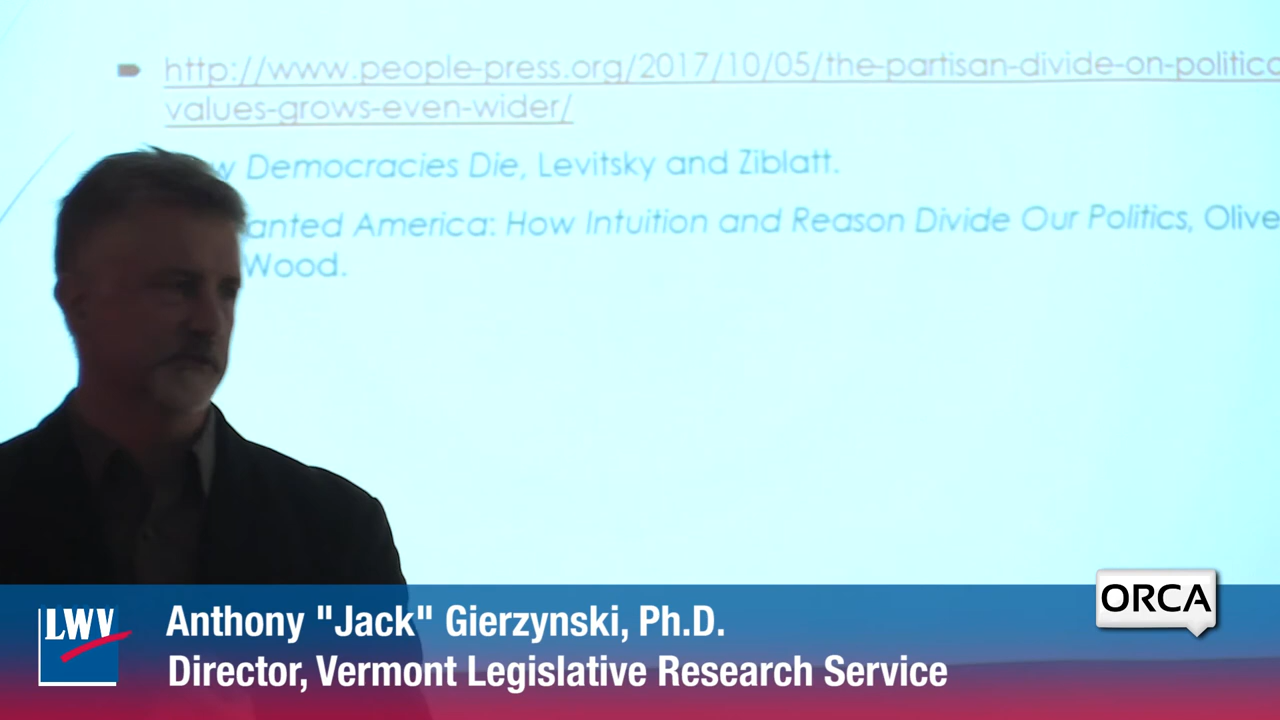 http://www.people-press.org/2017/10/05/the-partisan-divide-on-politica
values-grows-even-wider/
w Democracies Die, Levitsky and Ziblatt.
anted America: How Intuition and Reason Divide Our Politics, Olive
Wood.
ORCA
LWV
Anthony "Jack" Gierzynski, Ph.D.
Director, Vermont Legislative Research Service